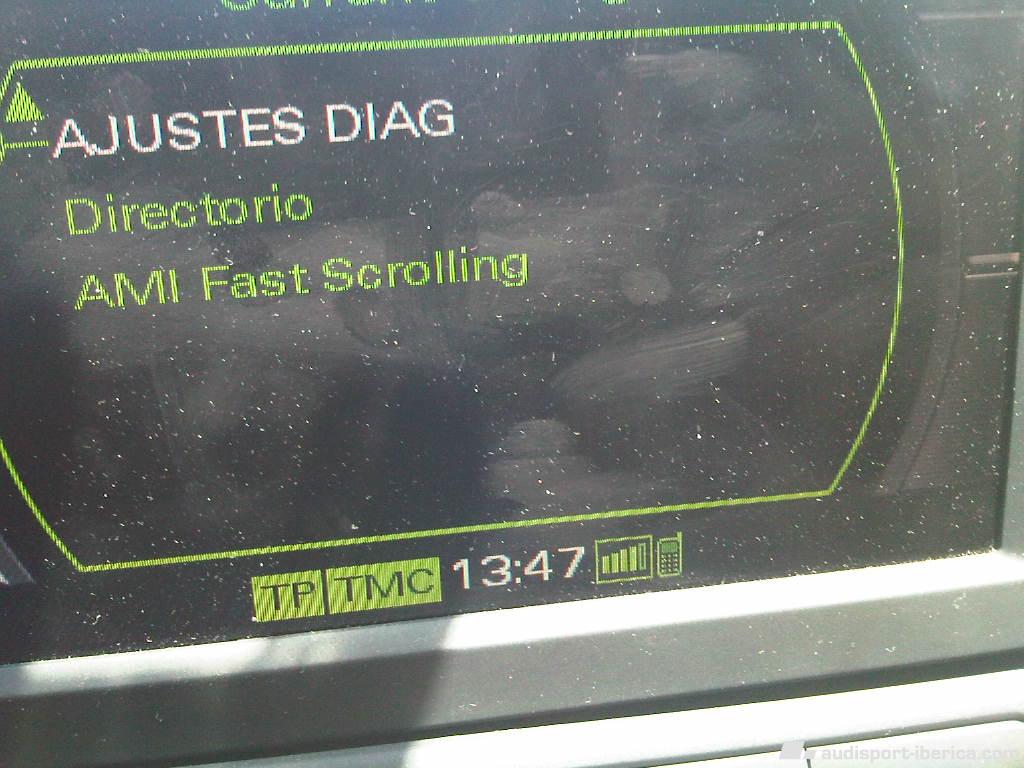 AJUSTES DIAG
Directorio
AMI Fast Scrolling
TP TMC 13:47
audisport-iberica.com